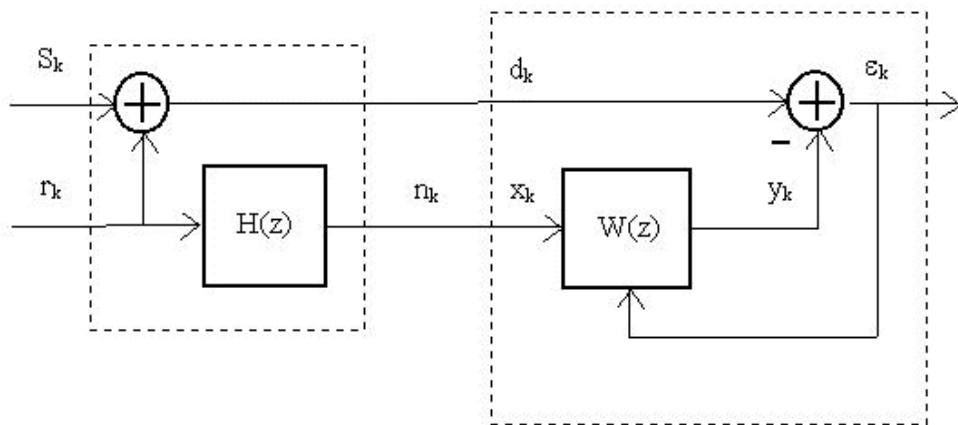 Sₖ
dₖ
εₖ
+
+
−
rₖ
H(z)
nₖ
xₖ
W(z)
yₖ